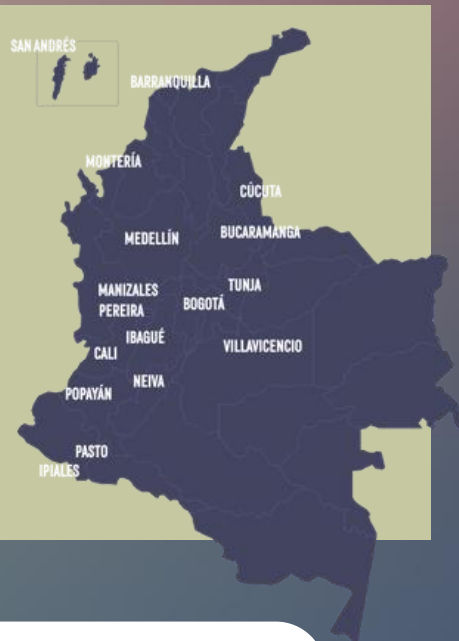 SAN ANDRÉS
BARRANQUILLA
MONTERÍA
CÚCUTA
BUCARAMANGA
MEDELLÍN
TUNJA
MANIZALES
BOGOTÁ
PEREIRA
IBAGUÉ
VILLAVICENCIO
CALI
NEIVA
POPAYÁN
PASTO
IPIALES